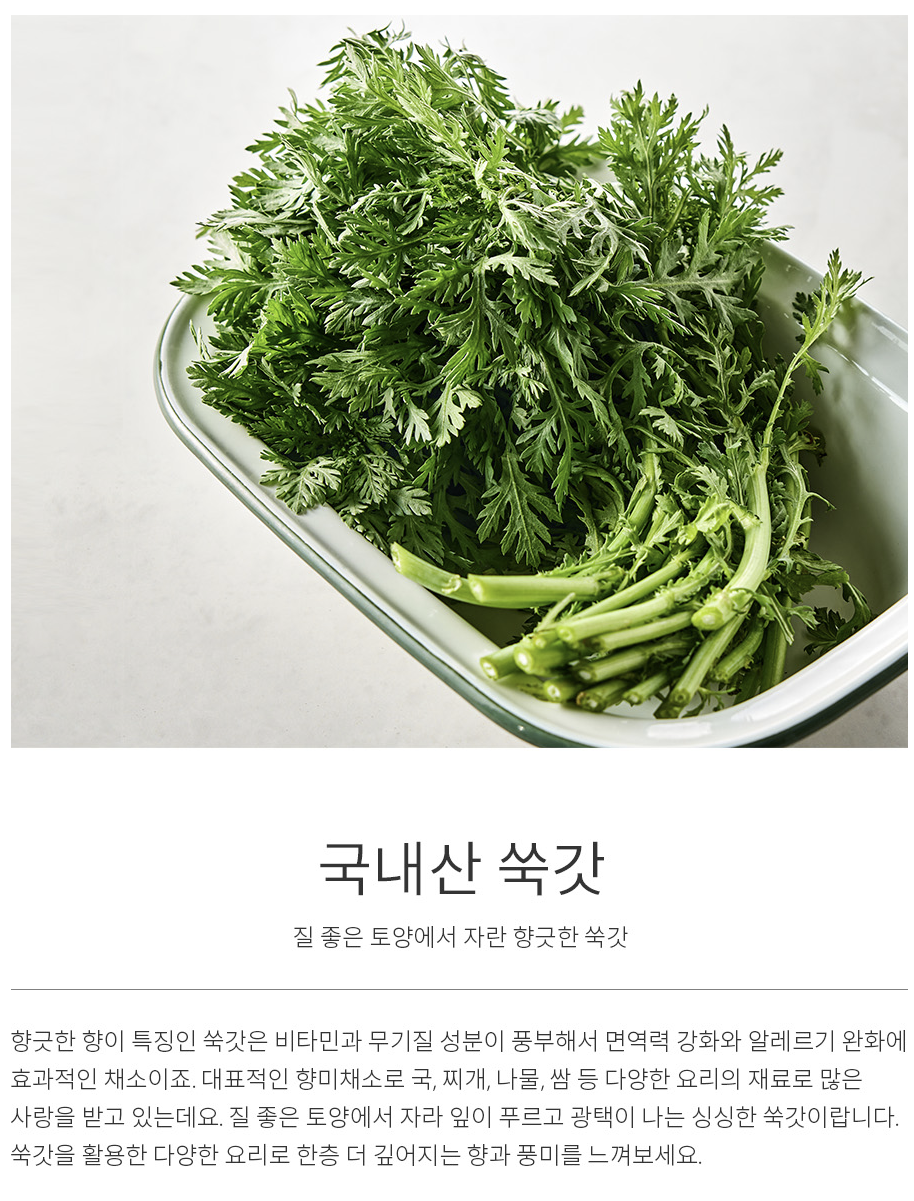 국내산 쑥갓
질 좋은 토양에서 자란 향긋한 쑥갓
향긋한 향이 특징인 쑥갓은 비타민과 무기질 성분이 풍부해서 면역력 강화와 알레르기 완화에
효과적인 채소이죠. 대표적인 향미채소로 국, 찌개, 나물, 쌈 등 다양한 요리의 재료로 많은
사랑을 받고 있는데요. 질 좋은 토양에서 자라 잎이 푸르고 광택이 나는 싱싱한 쑥갓이랍니다.
쑥갓을 활용한 다양한 요리로 한층 더 깊어지는 향과 풍미를 느껴보세요.